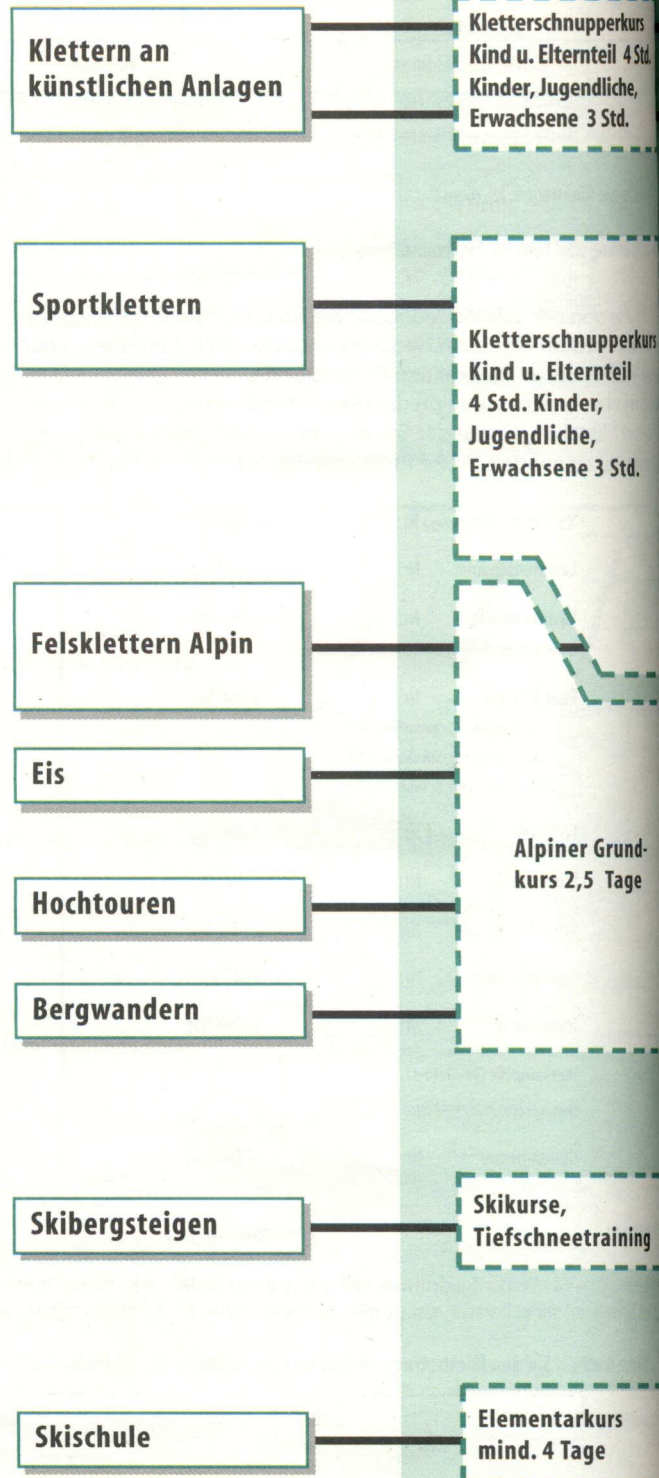 Klettern an
künstlichen Anlagen
Kletterschnupperkurs
Kind u. Elternteil 4 Std.
Kinder, Jugendliche,
Erwachsene 3 Std.
Sportklettern
Kletterschnupperkurs
Kind u. Elternteil
4 Std. Kinder,
Jugendliche,
Erwachsene 3 Std.
Felsklettern Alpin
Eis
Hochtouren
Bergwandern
Alpiner Grund-
kurs 2,5 Tage
Skibergsteigen
Skikurse,
Tiefschneetraining
Skischule
Elementarkurs
mind. 4 Tage